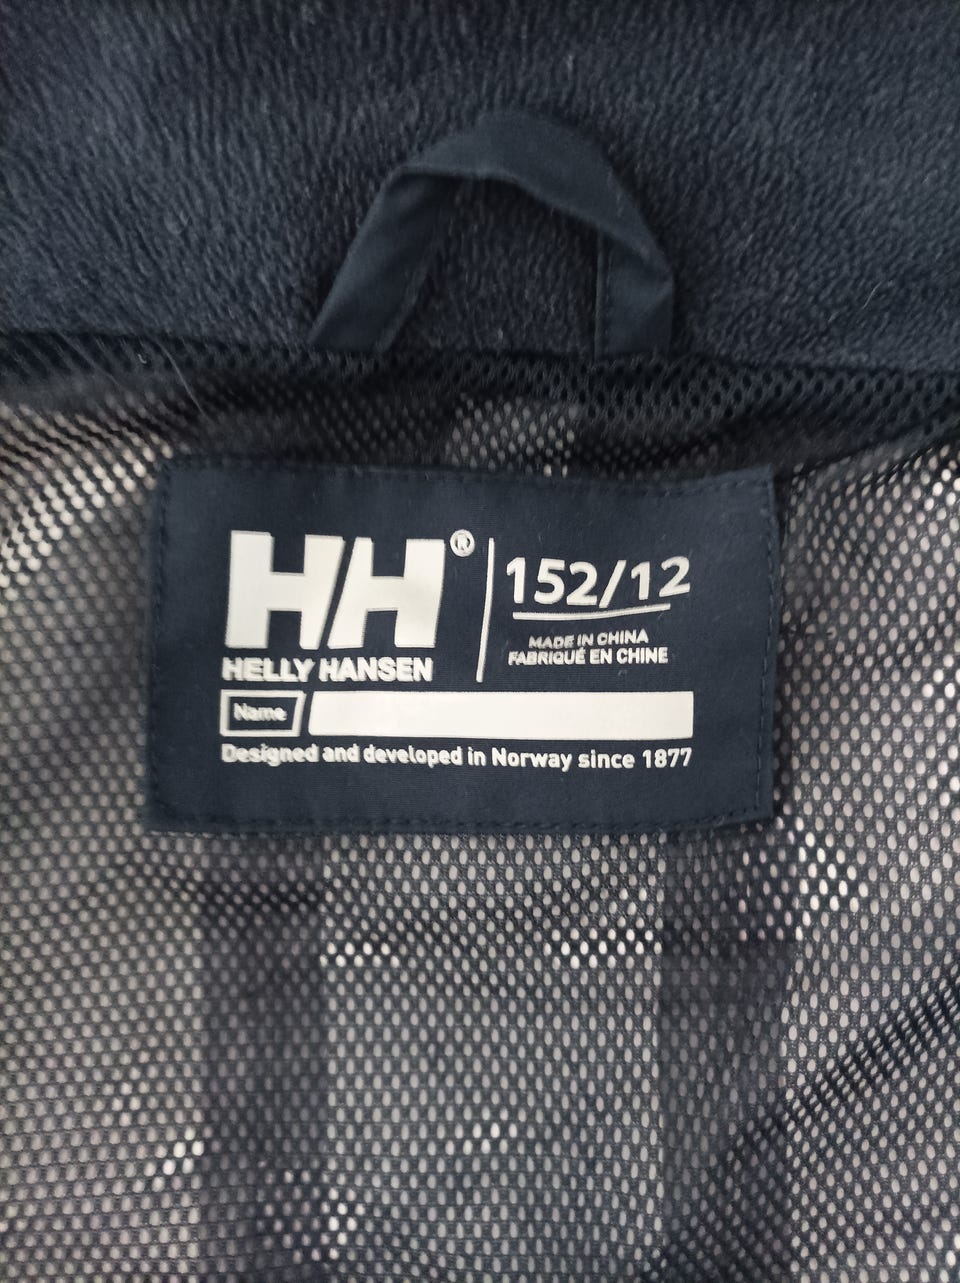 HH®
HELLY HANSEN
152/12
MADE IN CHINA
FABRIQUÉ EN CHINE
Name
Designed and developed in Norway since 1877